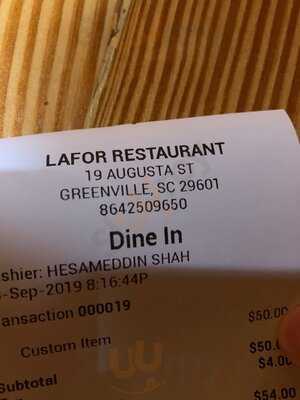 LAFOR RESTAURANT
19 AUGUSTA ST
GREENVILLE, SC 29601
8642509650
Dine In
shier: HESAMEDDIN SHAH
-Sep-2019 8:16:44P
ansaction 000019
$50.0
Custom Item
$50.
Subtotal
$4.0
$54.00